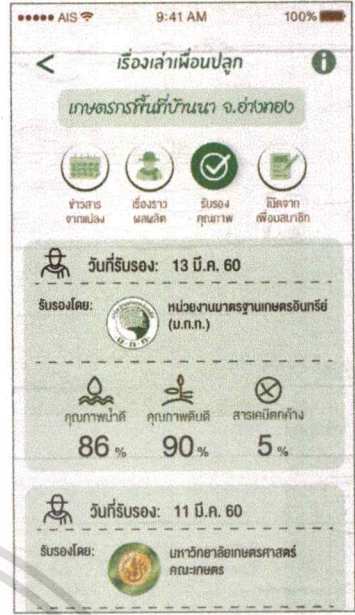 AIS 9:41 AM 100%
< เรื่องเล่าเพื่อนปลูก i
เกษตรกรพื้นที่บ้านนา จ.อ่างทอง
ข่าวสาร เรื่องราว รับรอง โน๊ตจาก
จากแปลง ผลผลิต คุณภาพ เพื่อนสมาชิก
วันที่รับรอง: 13 มี.ค. 60
รับรองโดย: หน่วยงานมาตรฐานเกษตรอินทรีย์
(ม.ก.ท.)
คุณภาพน้ำดี คุณภาพดินดี สารเคมีตกค้าง
86 % 90 % 5 %
วันที่รับรอง: 11 มี.ค. 60
รับรองโดย: มหาวิทยาลัยเกษตรศาสตร์
คณะเกษตร